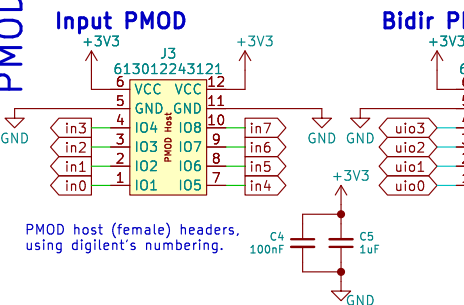 PMOD
Input PMOD
Bidir
+3V3
+3V3
+3V3
J3
613012243121
6 VCC VCC 12
5 GND GND 11
4 IO4 IO8 10
3 IO3 IO7 9
2 IO2 IO6 8
1 IO1 IO5 7
PMOD Host
GND
GND
GND
in3
in2
in1
in0
in7
in6
in5
in4
uio3
uio2
uio1
uio0
PMOD host (female) headers,
using digilent's numbering.
+3V3
C4
100nF
C5
1uF
GND